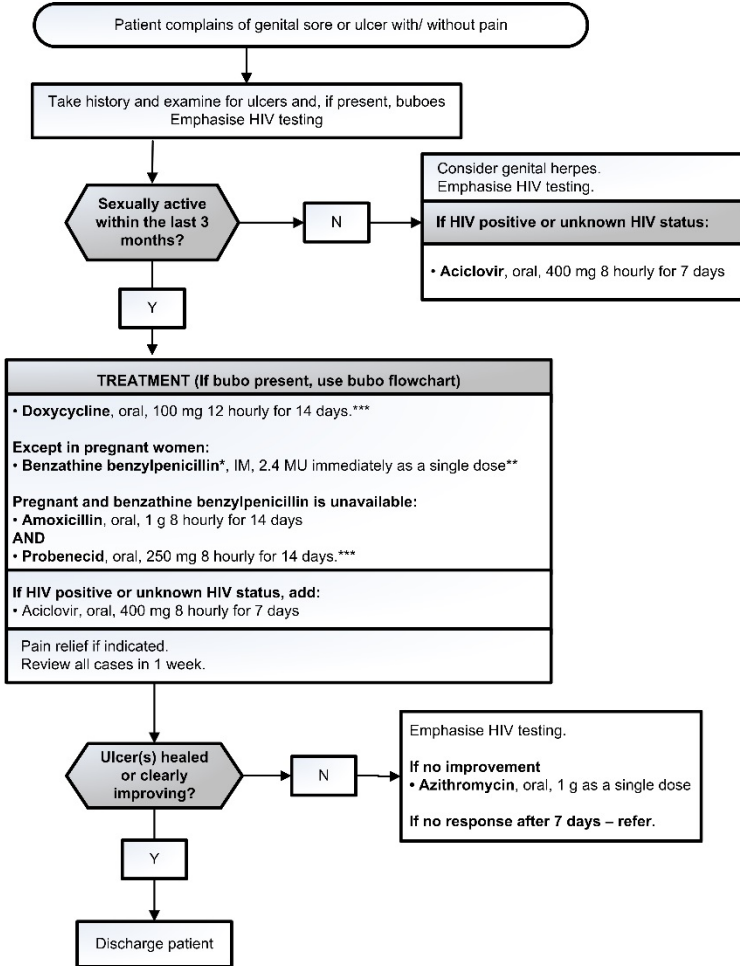 Patient complains of genital sore or ulcer with/ without pain
Take history and examine for ulcers and, if present, buboes
Emphasise HIV testing
Sexually active
within the last 3
months?
N
Consider genital herpes.
Emphasise HIV testing.
If HIV positive or unknown HIV status:
• Aciclovir, oral, 400 mg 8 hourly for 7 days
Y
TREATMENT (If bubo present, use bubo flowchart)
• Doxycycline, oral, 100 mg 12 hourly for 14 days.***
Except in pregnant women:
• Benzathine benzylpenicillin*, IM, 2.4 MU immediately as a single dose**
Pregnant and benzathine benzylpenicillin is unavailable:
• Amoxicillin, oral, 1 g 8 hourly for 14 days
AND
• Probenecid, oral, 250 mg 8 hourly for 14 days.***
If HIV positive or unknown HIV status, add:
• Aciclovir, oral, 400 mg 8 hourly for 7 days
Pain relief if indicated.
Review all cases in 1 week.
Ulcer(s) healed
or clearly
improving?
N
Emphasise HIV testing.
If no improvement
• Azithromycin, oral, 1 g as a single dose
If no response after 7 days – refer.
Y
Discharge patient